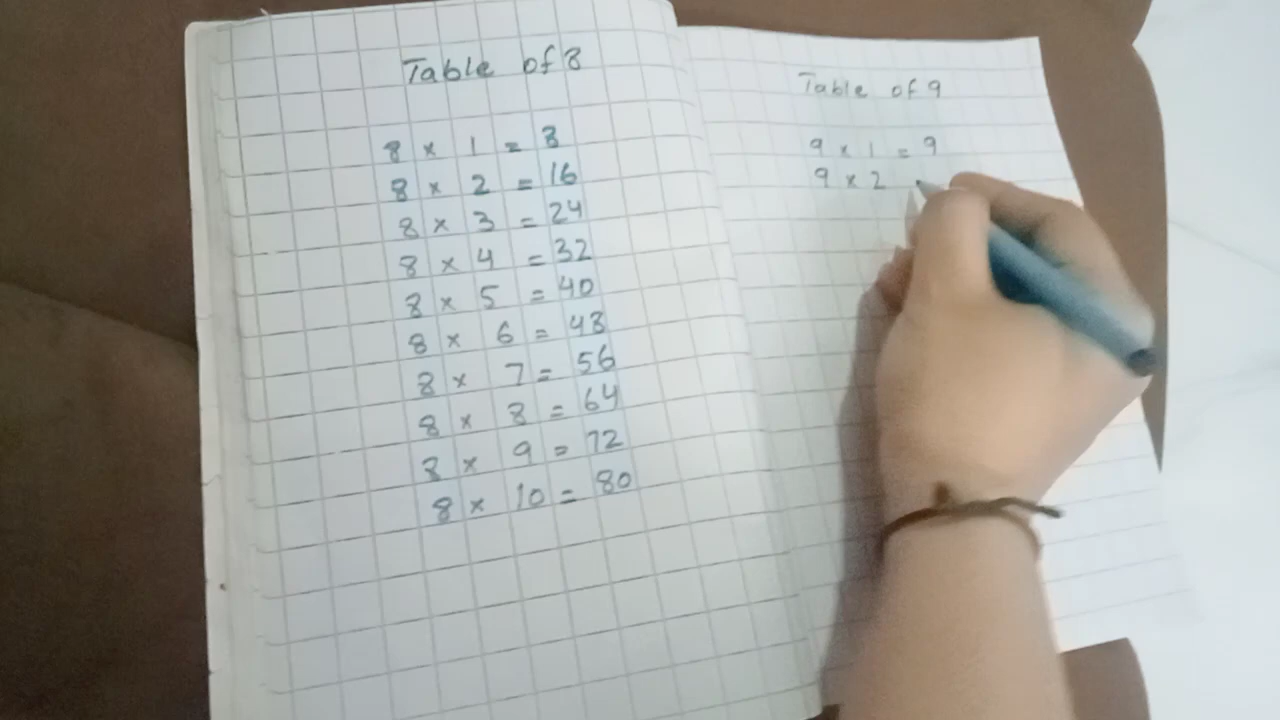 Table of 8
8 × 1 = 8
8 × 2 = 16
8 × 3 = 24
8 × 4 = 32
8 × 5 = 40
8 × 6 = 48
8 × 7 = 56
8 × 8 = 64
8 × 9 = 72
8 × 10 = 80
Table of 9
9 × 1 = 9
9 × 2